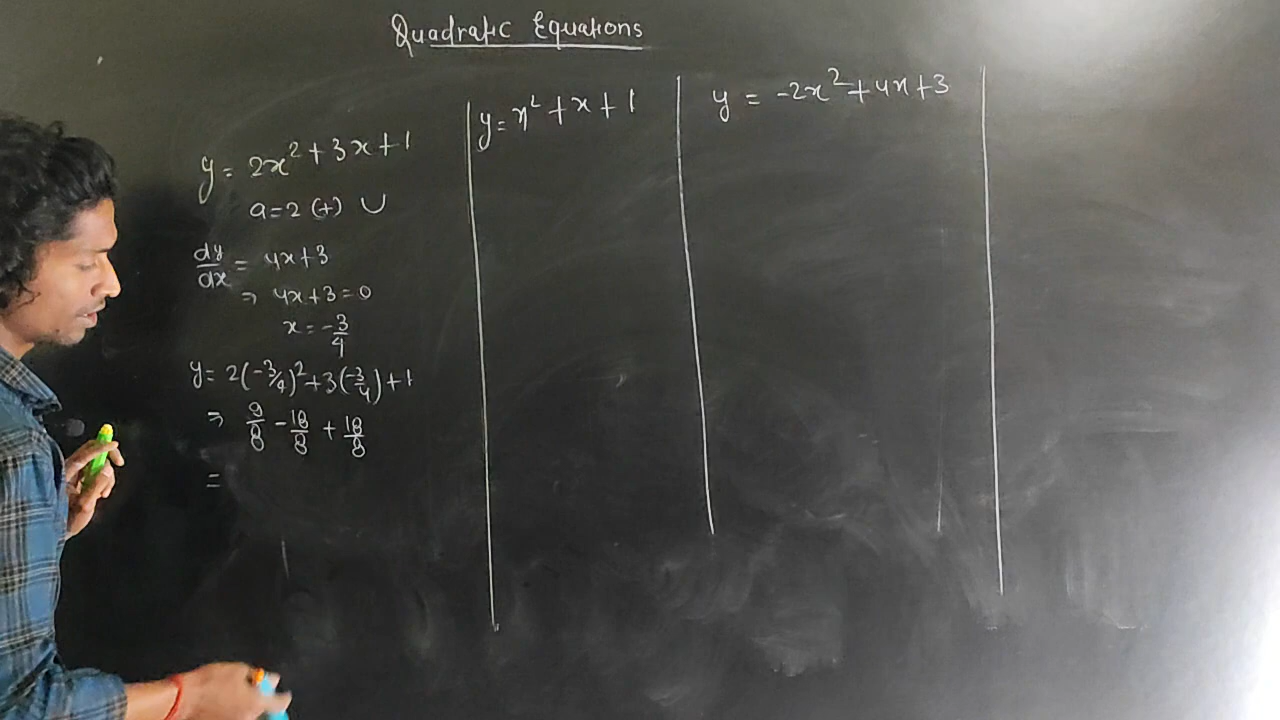 Quadratic Equations
y = 2x² + 3x + 1
a = 2 (+) ∪
dy/dx = 4x + 3
⇒ 4x + 3 = 0
x = -3/4
y = 2(-3/4)² + 3(-3/4) + 1
⇒ 9/8 - 18/8 + 18/8
=
y = x² + x + 1
y = -2x² + 4x + 3